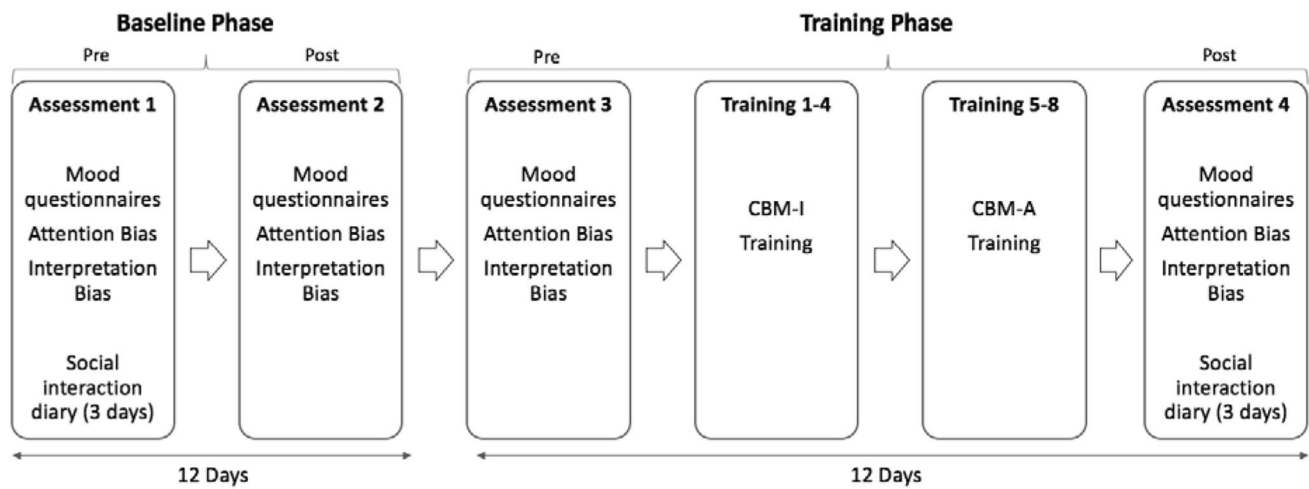 Baseline Phase
Training Phase
Pre
Post
Pre
Post
Assessment 1
Mood
questionnaires
Attention Bias
Interpretation
Bias
Social
interaction
diary (3 days)
Assessment 2
Mood
questionnaires
Attention Bias
Interpretation
Bias
Assessment 3
Mood
questionnaires
Attention Bias
Interpretation
Bias
Training 1-4
CBM-I
Training
Training 5-8
CBM-A
Training
Assessment 4
Mood
questionnaires
Attention Bias
Interpretation
Bias
Social
interaction
diary (3 days)
12 Days
12 Days